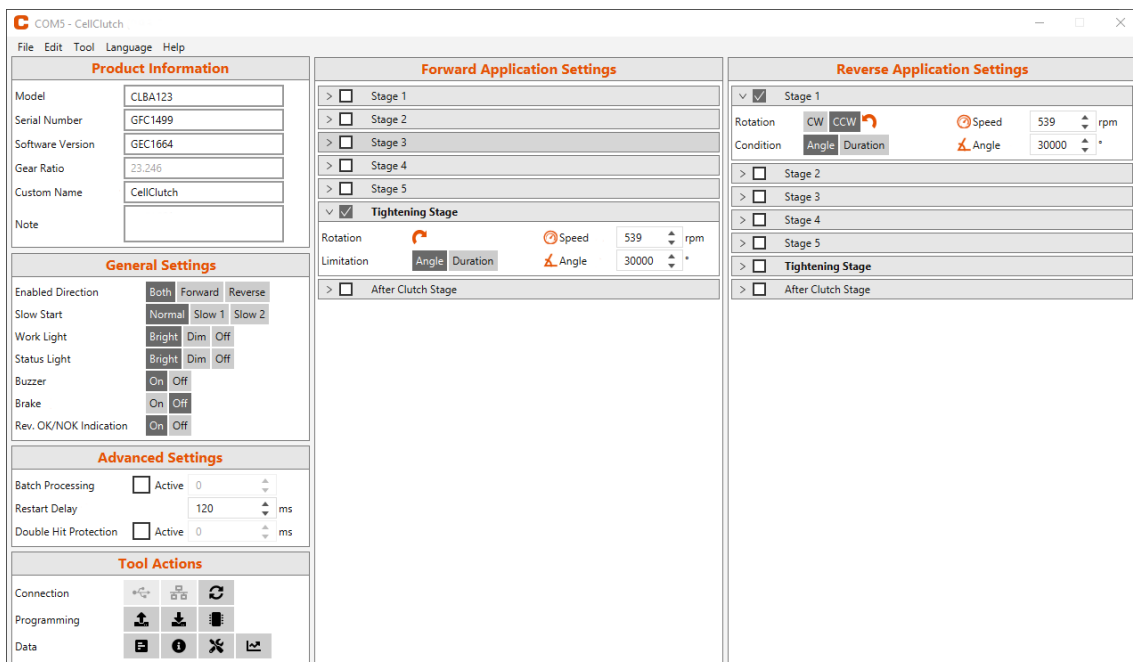 COM5 - CellClutch
File Edit Tool Language Help
Product Information
Model CLBA123
Serial Number GFC1499
Software Version GEC1664
Gear Ratio 23.246
Custom Name CellClutch
Note
General Settings
Enabled Direction Both Forward Reverse
Slow Start Normal Slow 1 Slow 2
Work Light Bright Dim Off
Status Light Bright Dim Off
Buzzer On Off
Brake On Off
Rev. OK/NOK Indication On Off
Advanced Settings
Batch Processing Active 0
Restart Delay 120 ms
Double Hit Protection Active 0 ms
Tool Actions
Connection
Programming
Data
Forward Application Settings
Stage 1
Stage 2
Stage 3
Stage 4
Stage 5
Tightening Stage
Rotation Speed 539 rpm
Limitation Angle Duration Angle 30000 °
After Clutch Stage
Reverse Application Settings
Stage 1
Rotation CW CCW Speed 539 rpm
Condition Angle Duration Angle 30000 °
Stage 2
Stage 3
Stage 4
Stage 5
Tightening Stage
After Clutch Stage